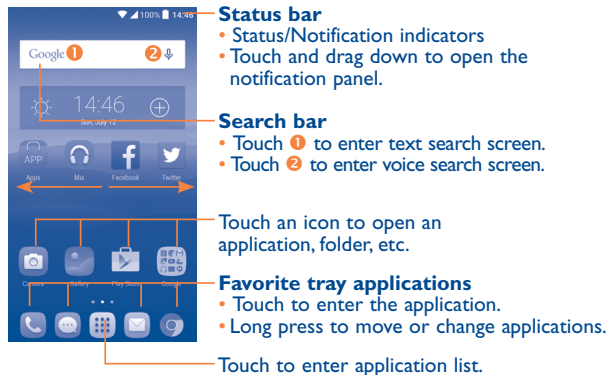 100% 14:46
Status bar
• Status/Notification indicators
• Touch and drag down to open the
notification panel.
Google 1 2
14:46
Sun, July 12
Search bar
• Touch 1 to enter text search screen.
• Touch 2 to enter voice search screen.
APP
Apps Mix Facebook Twitter
Touch an icon to open an
application, folder, etc.
Camera Gallery Play Store Google
Favorite tray applications
• Touch to enter the application.
• Long press to move or change applications.
Touch to enter application list.